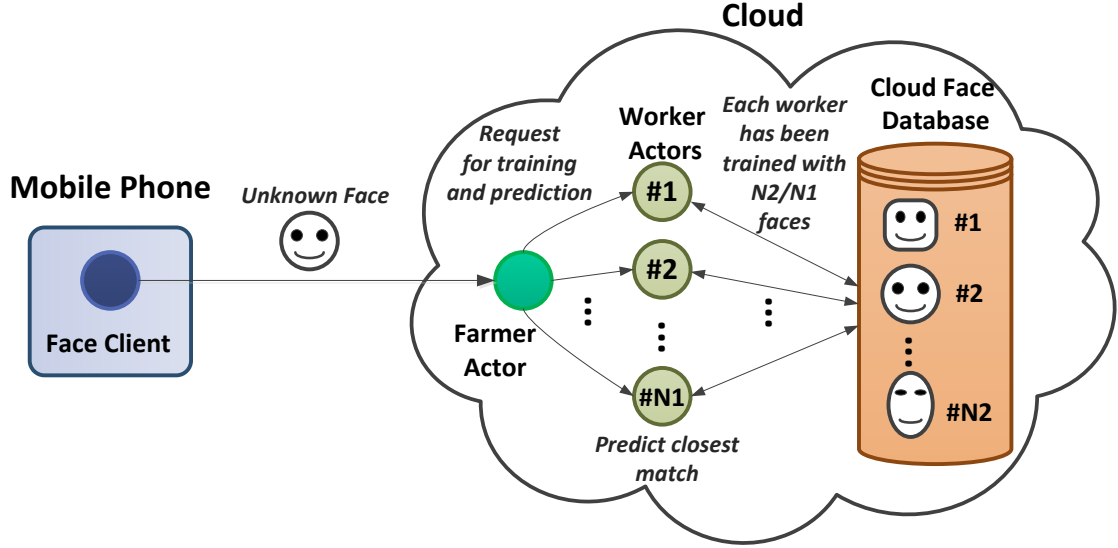 Cloud
Mobile Phone
Face Client
Unknown Face
Request
for training
and prediction
Farmer
Actor
Worker
Actors
#1
#2
#N1
Predict closest
match
Each worker
has been
trained with
N2/N1
faces
Cloud Face
Database
#1
#2
#N2